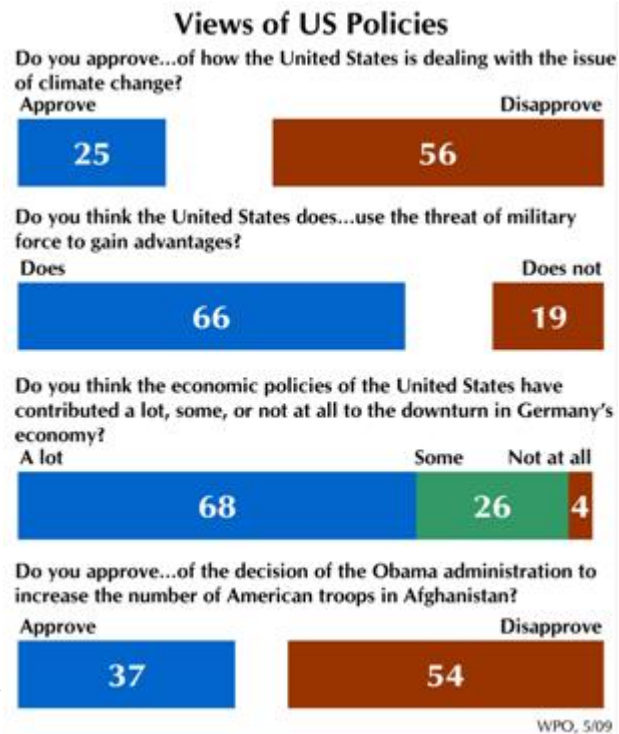 Views of US Policies
Do you approve...of how the United States is dealing with the issue
of climate change?
Approve Disapprove
25 56
Do you think the United States does...use the threat of military
force to gain advantages?
Does Does not
66 19
Do you think the economic policies of the United States have
contributed a lot, some, or not at all to the downturn in Germany's
economy?
A lot Some Not at all
68 26 4
Do you approve...of the decision of the Obama administration to
increase the number of American troops in Afghanistan?
Approve Disapprove
37 54
WPO, 5/09